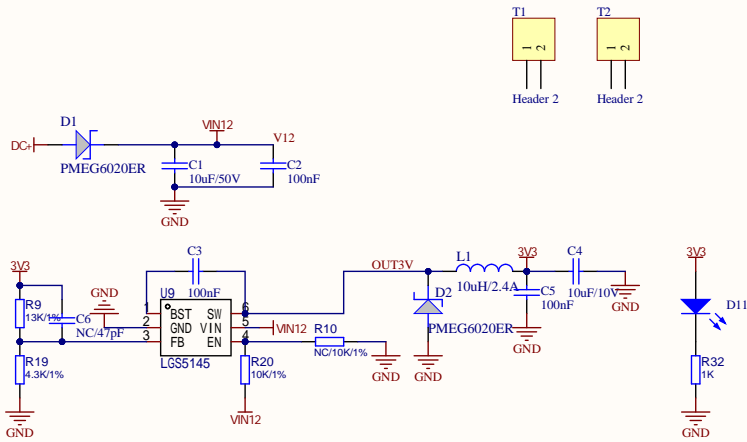 T1
T2
1
2
1
2
Header 2
Header 2
D1
VIN12
V12
DC+
PMEG6020ER
C1
10uF/50V
C2
100nF
GND
C3
100nF
3V3
OUT3V
L1
10uH/2.4A
3V3
C4
10uF/10V
3V3
R9
13K/1%
C6
NC/47pF
GND
U9
1
BST
SW
6
2
GND
VIN
5
VIN12
3
FB
EN
4
LGS5145
R10
NC/10K/1%
D2
PMEG6020ER
C5
100nF
GND
GND
D11
R19
4.3K/1%
R20
10K/1%
GND
GND
R32
1K
GND
VIN12
GND